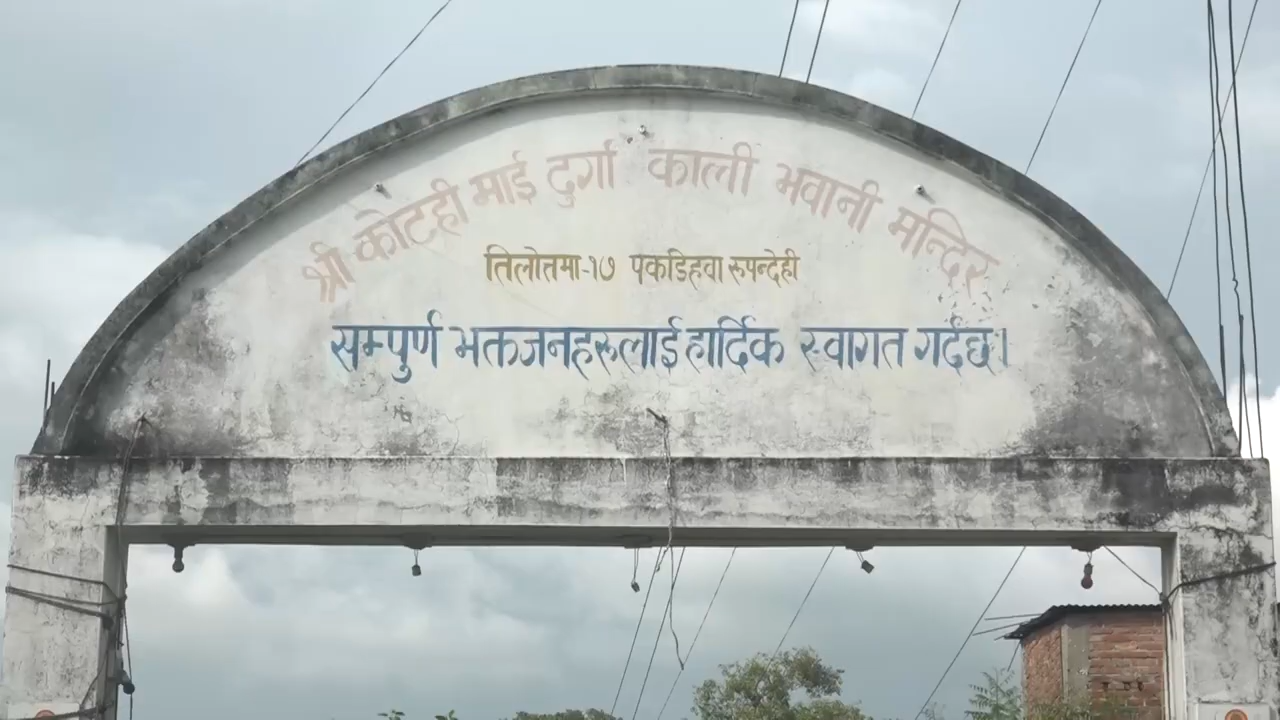 श्री कोटही माई दुर्गा काली भवानी मन्दिर
तिलोत्तमा-१७ पकडिहवा रूपन्देही
सम्पुर्ण भक्तजनहरूलाई हार्दिक स्वागत गर्दछ।